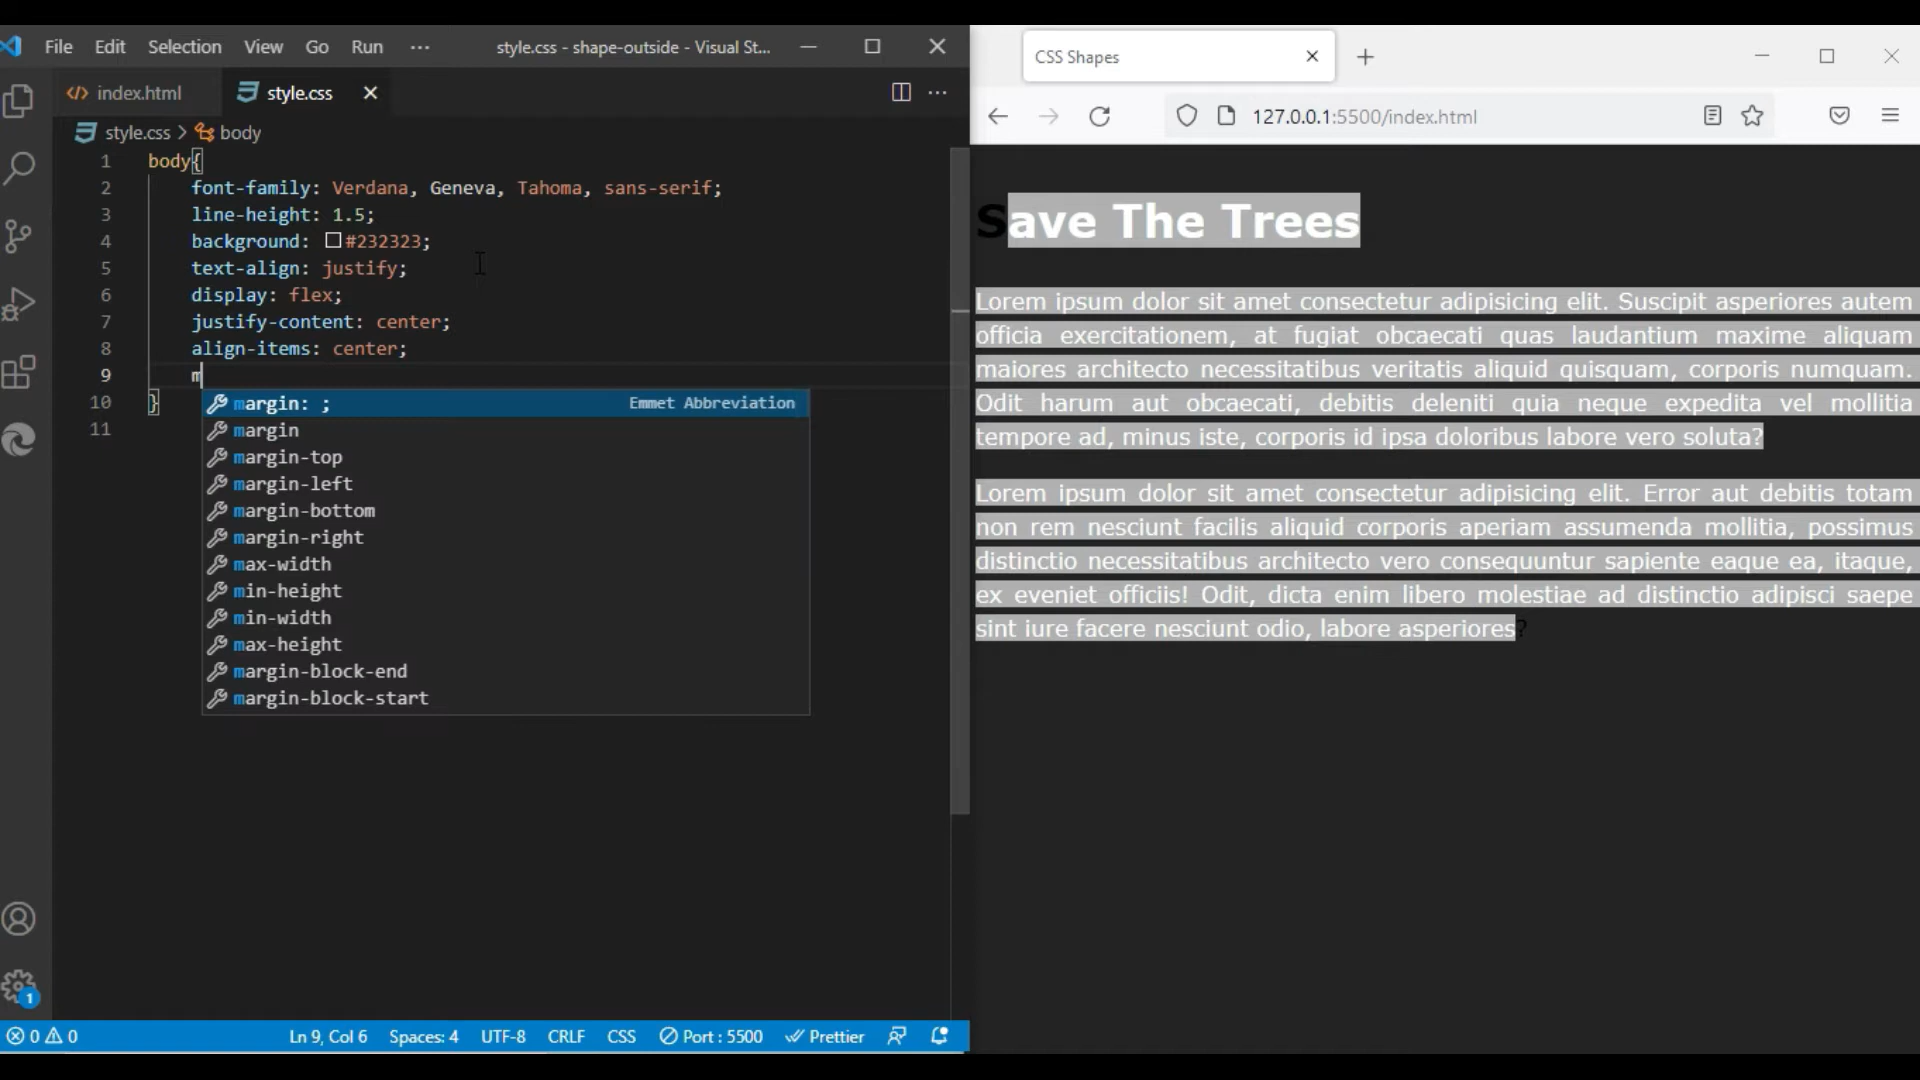 File Edit Selection View Go Run ··· style.css - shape-outside - Visual St...
index.html style.css
style.css > body
1 body{
2 font-family: Verdana, Geneva, Tahoma, sans-serif;
3 line-height: 1.5;
4 background: #232323;
5 text-align: justify;
6 display: flex;
7 justify-content: center;
8 align-items: center;
9 m
10 }
11
margin: ; Emmet Abbreviation
margin
margin-top
margin-left
margin-bottom
margin-right
max-width
min-height
min-width
max-height
margin-block-end
margin-block-start
1
0 0 Ln 9, Col 6 Spaces: 4 UTF-8 CRLF CSS Port : 5500 Prettier
CSS Shapes
127.0.0.1:5500/index.html
Save The Trees
Lorem ipsum dolor sit amet consectetur adipisicing elit. Suscipit asperiores autem
officia exercitationem, at fugiat obcaecati quas laudantium maxime aliquam
maiores architecto necessitatibus veritatis aliquid quisquam, corporis numquam.
Odit harum aut obcaecati, debitis deleniti quia neque expedita vel mollitia
tempore ad, minus iste, corporis id ipsa doloribus labore vero soluta?
Lorem ipsum dolor sit amet consectetur adipisicing elit. Error aut debitis totam
non rem nesciunt facilis aliquid corporis aperiam assumenda mollitia, possimus
distinctio necessitatibus architecto vero consequuntur sapiente eaque ea, itaque,
ex eveniet officiis! Odit, dicta enim libero molestiae ad distinctio adipisci saepe
sint iure facere nesciunt odio, labore asperiores?